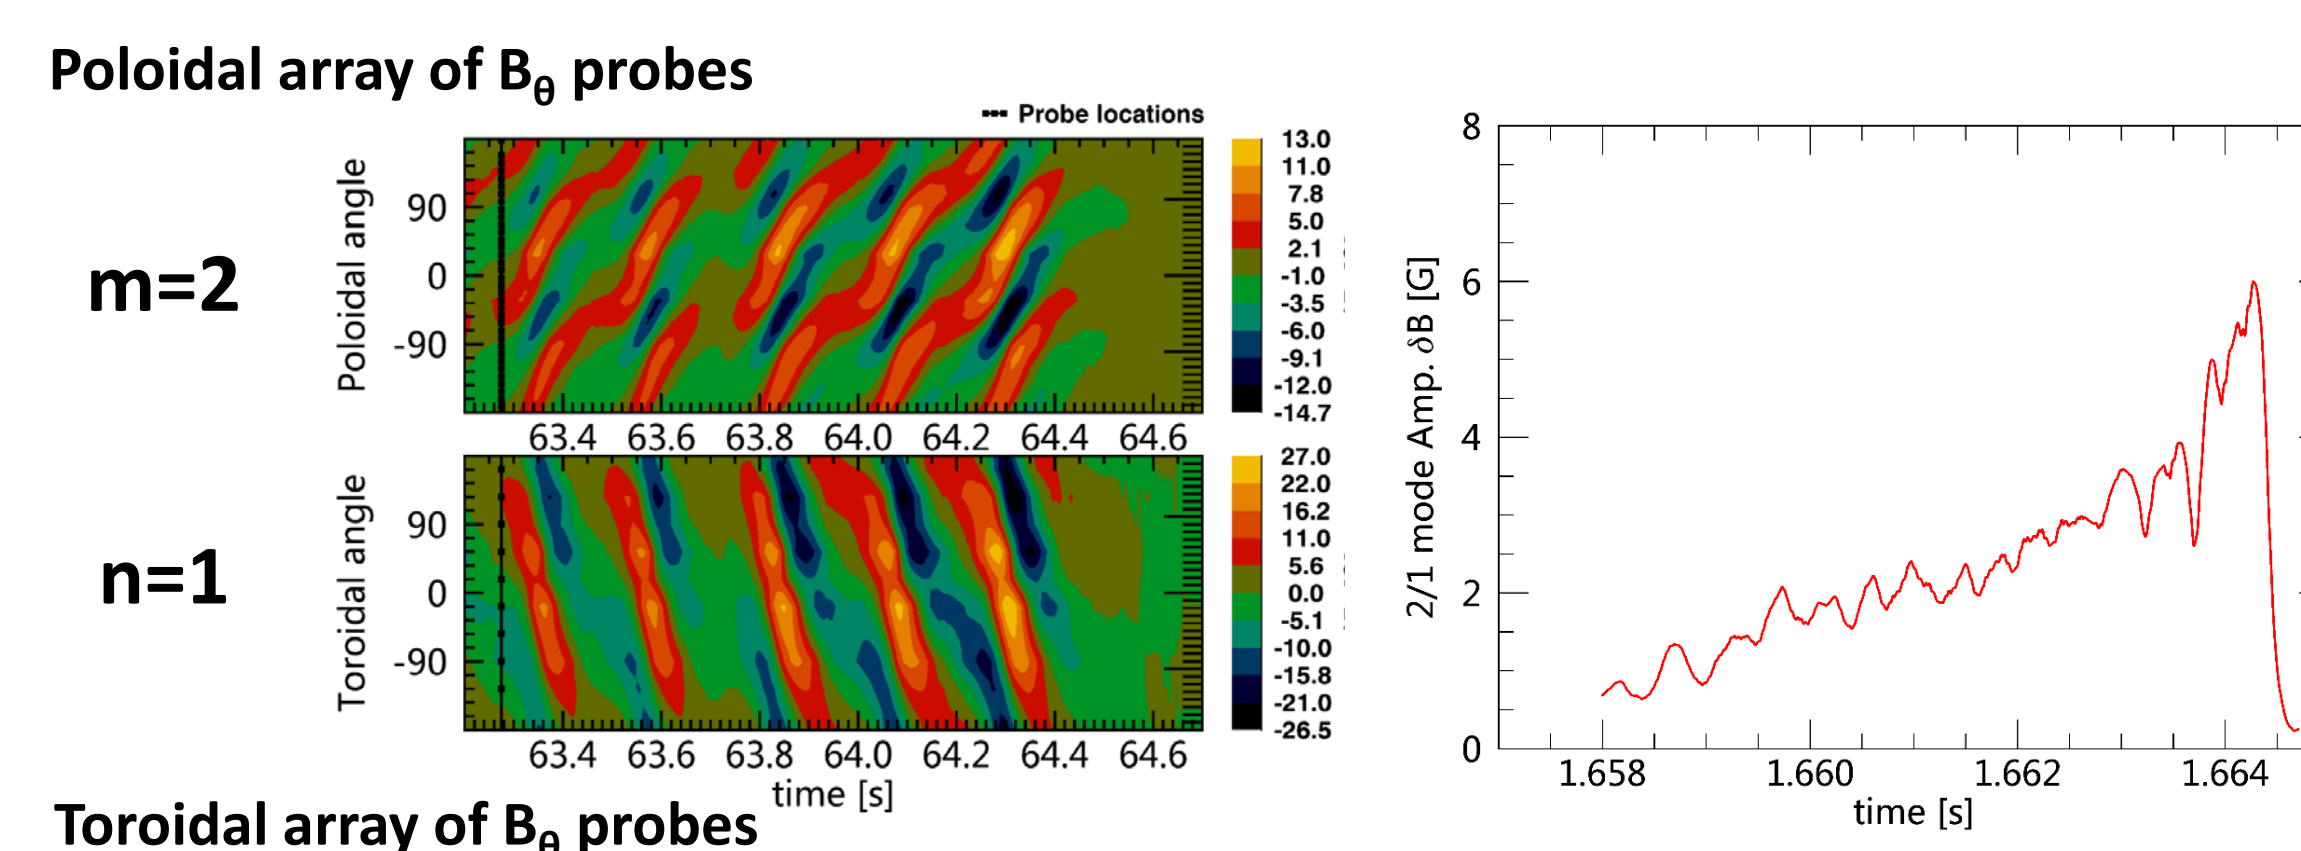 Poloidal array of Bθ probes
Probe locations
m=2
Poloidal angle
90
0
-90
63.4 63.6 63.8 64.0 64.2 64.4 64.6
13.0
11.0
7.8
5.0
2.1
-1.0
-3.5
-6.0
-9.1
-12.0
-14.7
n=1
Toroidal angle
90
0
-90
63.4 63.6 63.8 64.0 64.2 64.4 64.6
time [s]
27.0
22.0
16.2
11.0
5.6
0.0
-5.1
-10.0
-15.8
-21.0
-26.5
Toroidal array of Bθ probes
2/1 mode Amp. δB [G]
8
6
4
2
0
1.658 1.660 1.662 1.664
time [s]